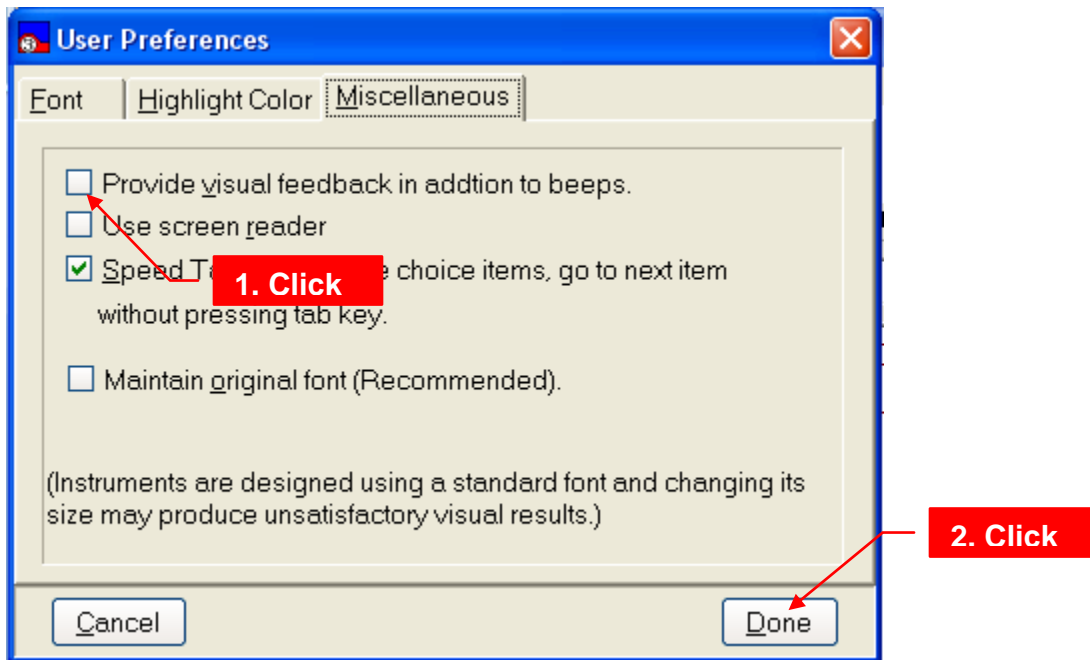 User Preferences
Font Highlight Color Miscellaneous
Provide visual feedback in addtion to beeps.
Use screen reader
Speed T e choice items, go to next item
1. Click
without pressing tab key.
Maintain original font (Recommended).
(Instruments are designed using a standard font and changing its
size may produce unsatisfactory visual results.)
2. Click
Cancel Done